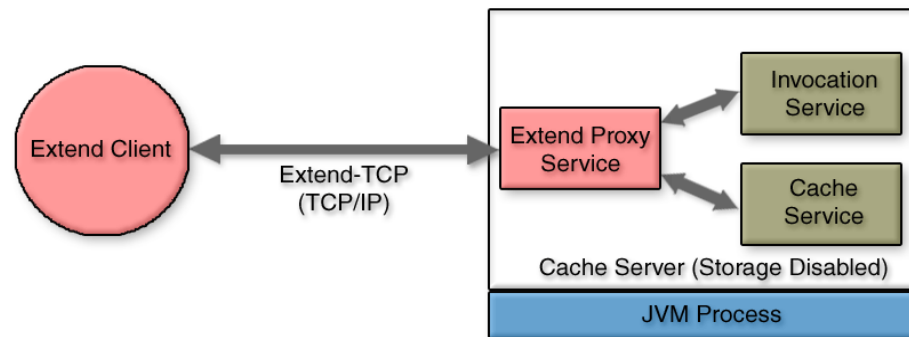 Extend Client
Extend-TCP
(TCP/IP)
Extend Proxy
Service
Invocation
Service
Cache
Service
Cache Server (Storage Disabled)
JVM Process